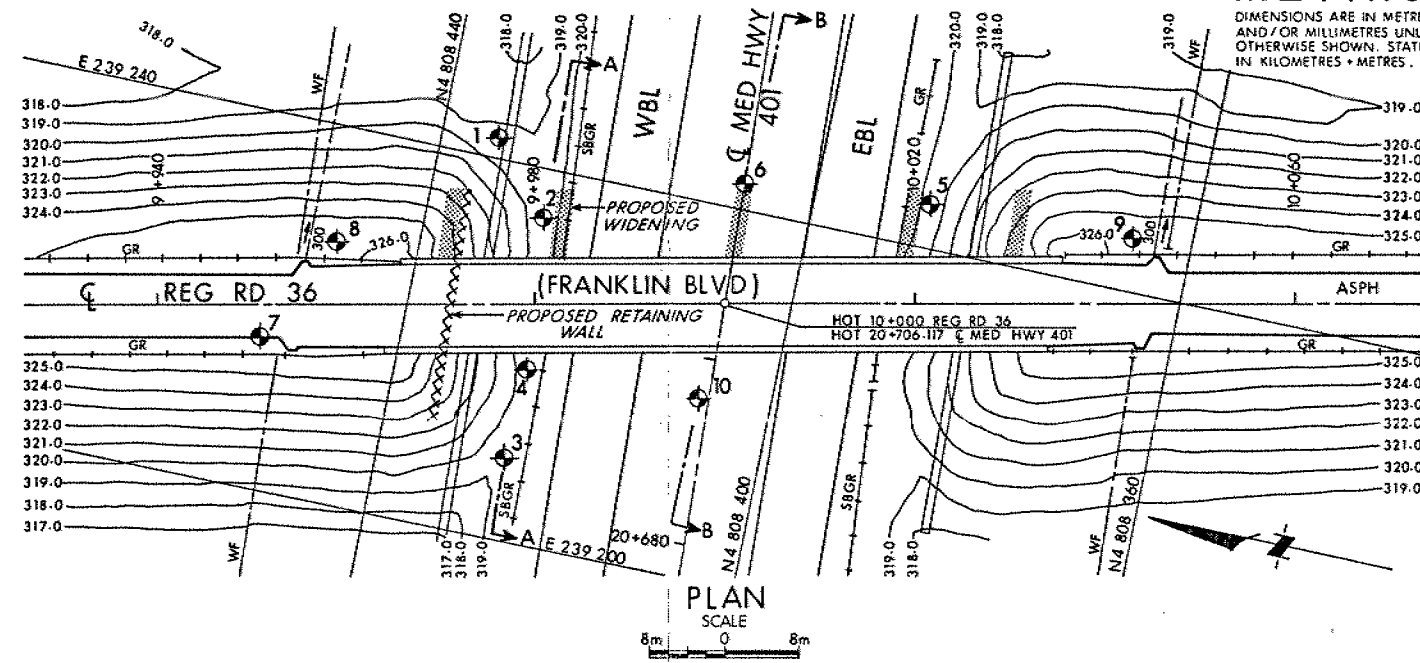 DIMENSIONS ARE IN METRE
AND/OR MILLIMETRES UNL
OTHERWISE SHOWN. STATI
IN KILOMETRES + METRES.
318·0
E 239 240
WF
N4 808 440
318·0
319·0
320·0
A
WBL
℄ MED HWY
401
B
EBL
GR
320·0
319·0
318·0
319·0
WF
318·0
319·0
320·0
321·0
322·0
323·0
324·0
9+940
1
9+980
SBGR
2
6
10+020
5
10+060
319·0
320·0
321·0
322·0
323·0
324·0
325·0
PROPOSED
WIDENING
300
8
326·0
9
326·0
300
GR
GR
℄ REG RD 36
(FRANKLIN BLVD)
ASPH
7
PROPOSED RETAINING
WALL
HOT 10+000 REG RD 36
HOT 20+706·117 ℄ MED HWY 401
GR
GR
325·0
324·0
323·0
322·0
321·0
320·0
319·0
318·0
317·0
4
10
3
SBGR
SBGR
325·0
324·0
323·0
322·0
321·0
320·0
319·0
WF
317·0
318·0
319·0
A
E 239 200
20+680
B
N4 808 400
319·0
318·0
WF
N4 808 360
N
PLAN
SCALE
8m 0 8m